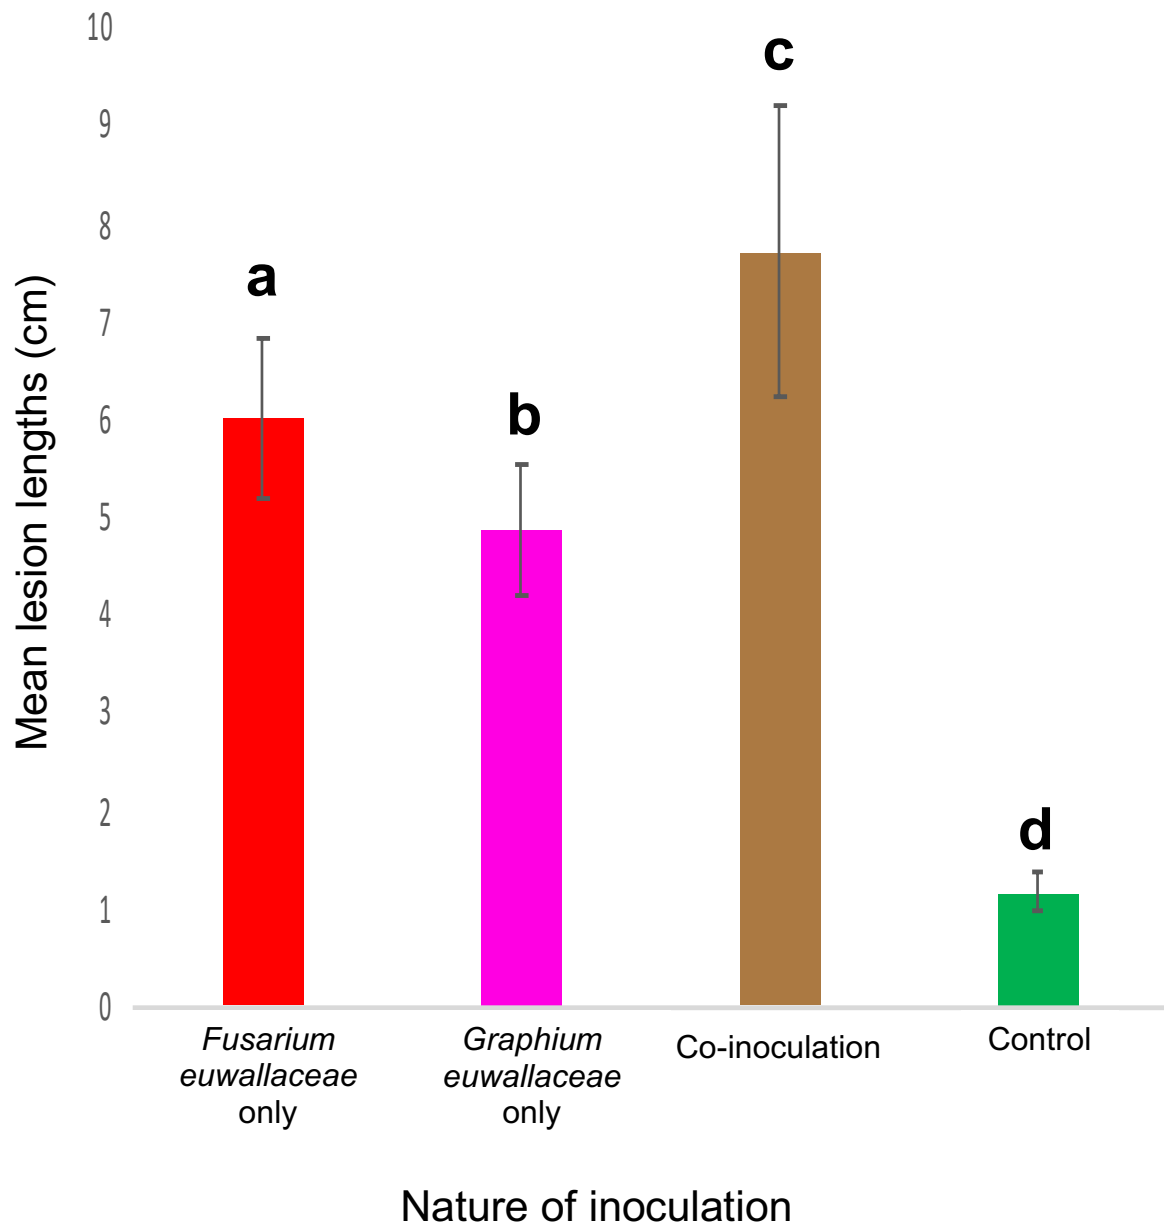 10
9
8
7
6
5
4
3
2
1
0
Mean lesion lengths (cm)
a
b
c
d
Fusarium
euwallaceae
only
Graphium
euwallaceae
only
Co-inoculation
Control
Nature of inoculation